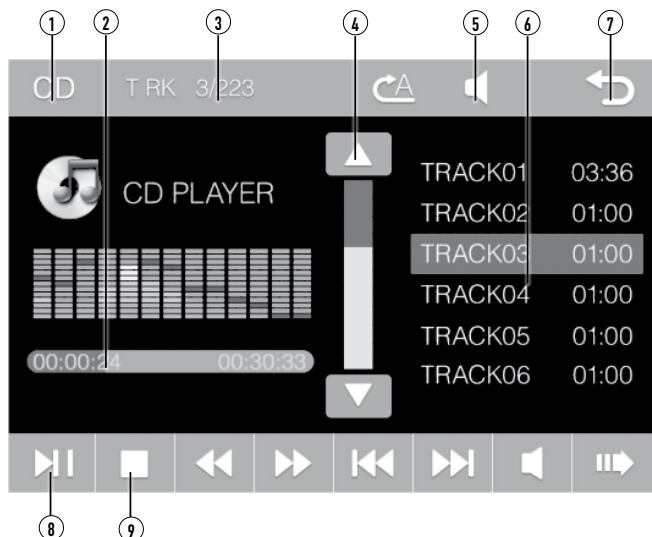 1 2 3 4 5 6 7
CD T RK 3/223 A
CD PLAYER
00:00:24 00:30:33
TRACK01 03:36
TRACK02 01:00
TRACK03 01:00
TRACK04 01:00
TRACK05 01:00
TRACK06 01:00
8 9